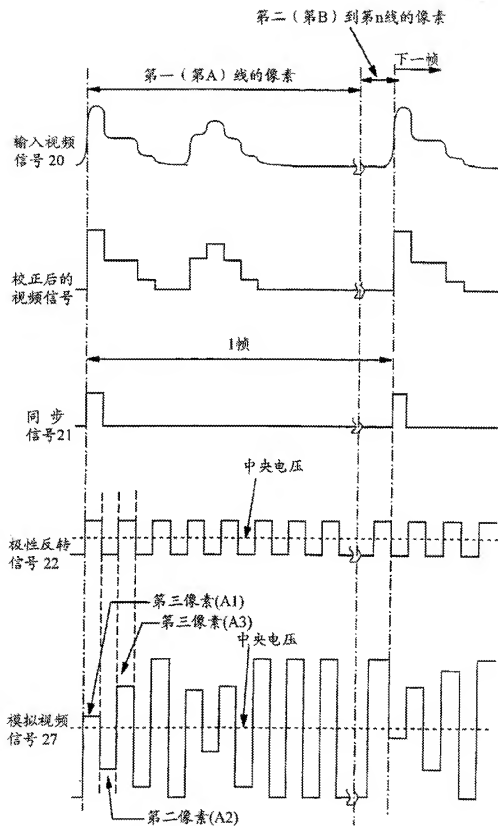 第二（第B）到第n线的像素
下一帧
第一（第A）线的像素
输入视频
信号20
校正后的
视频信号
1帧
同 步
信号21
中央电压
极性反转
信号 22
第三像素(A1)
第三像素(A3)
中央电压
模拟视频
信号 27
第二像素(A2)